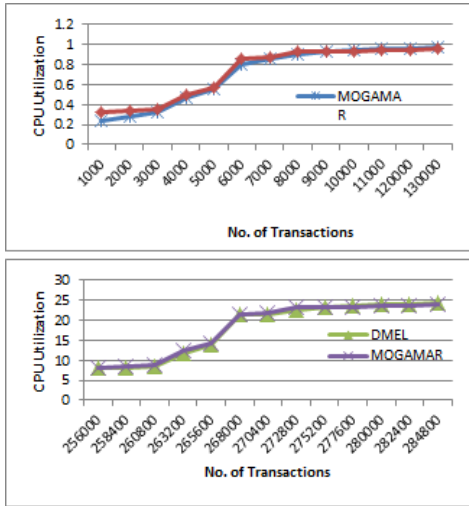 1.2
1
0.8
0.6
0.4
0.2
0
CPU Utilization
MOGAMA
R
1000 2000 3000 4000 5000 6000 7000 8000 9000 10000 11000 120000 130000
No. of Transactions
30
25
20
15
10
5
0
CPU Utilization
DMEL
MOGAMAR
256000 258400 260800 263200 265600 268000 270400 272800 275200 277600 280000 282400 284800
No. of Transactions